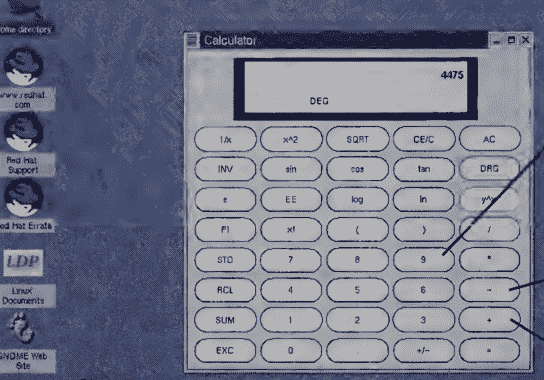 ome directory
www.redhat.
com
Red Hat
Support
ed Hat Errata
LDP
Linux
Documents
GNOME Web
Site
Calculator
4475
DEG
1/x x^2 SQRT CE/C AC
INV sin cos tan DRG
e EE log ln y^x
PI x! ( ) /
STO 7 8 9 *
RCL 4 5 6 -
SUM 1 2 3 +
EXC 0 . +/- =